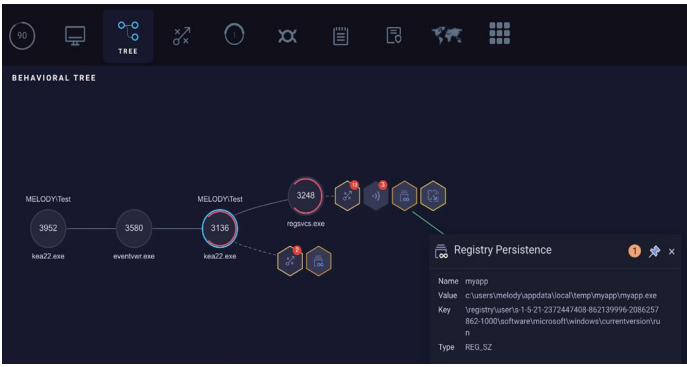 90
TREE
BEHAVIORAL TREE
MELODY\Test
MELODY\Test
3952
3580
3136
3248
13
3
kea22.exe
eventvwr.exe
kea22.exe
regsvcs.exe
2
Registry Persistence
1
Name myapp
Value c:\users\melody\appdata\local\temp\myapp\myapp.exe
Key \registry\user\s-1-5-21-2372447408-862139996-2086257
862-1000\software\microsoft\windows\currentversion\ru
n
Type REG_SZ